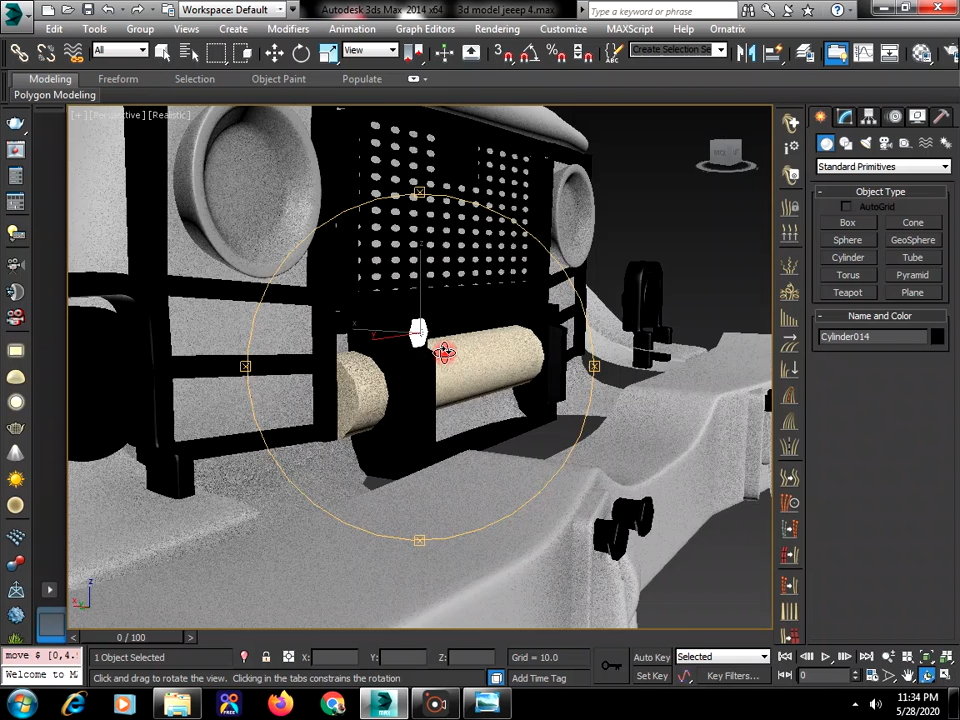 Workspace: Default
Autodesk 3ds Max 2014 x64
3d model jeeep 4.max
Type a keyword or phrase
Edit
Tools
Group
Views
Create
Modifiers
Animation
Graph Editors
Rendering
Customize
MAXScript
Help
Ornatrix
All
View
Create Selection Se
Modeling
Freeform
Selection
Object Paint
Populate
Polygon Modeling
[+] [Perspective] [Realistic]
Standard Primitives
Object Type
AutoGrid
Box
Cone
Sphere
GeoSphere
Cylinder
Tube
Torus
Pyramid
Teapot
Plane
Name and Color
Cylinder014
0 / 100
move $ [0,4.
Welcome to M
1 Object Selected
X:
Y:
Z:
Grid = 10.0
Auto Key
Selected
Click and drag to rotate the view. Clicking in the tabs constrains the rotation
Add Time Tag
Set Key
Key Filters...
0
11:34 PM
5/28/2020